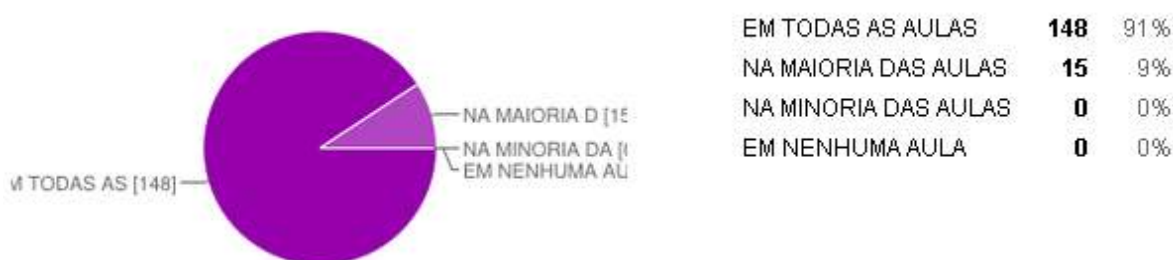 NA MAIORIA D [15
NA MINORIA DA [
EM NENHUMA AU
M TODAS AS [148]
EM TODAS AS AULAS 148 91%
NA MAIORIA DAS AULAS 15 9%
NA MINORIA DAS AULAS 0 0%
EM NENHUMA AULA 0 0%